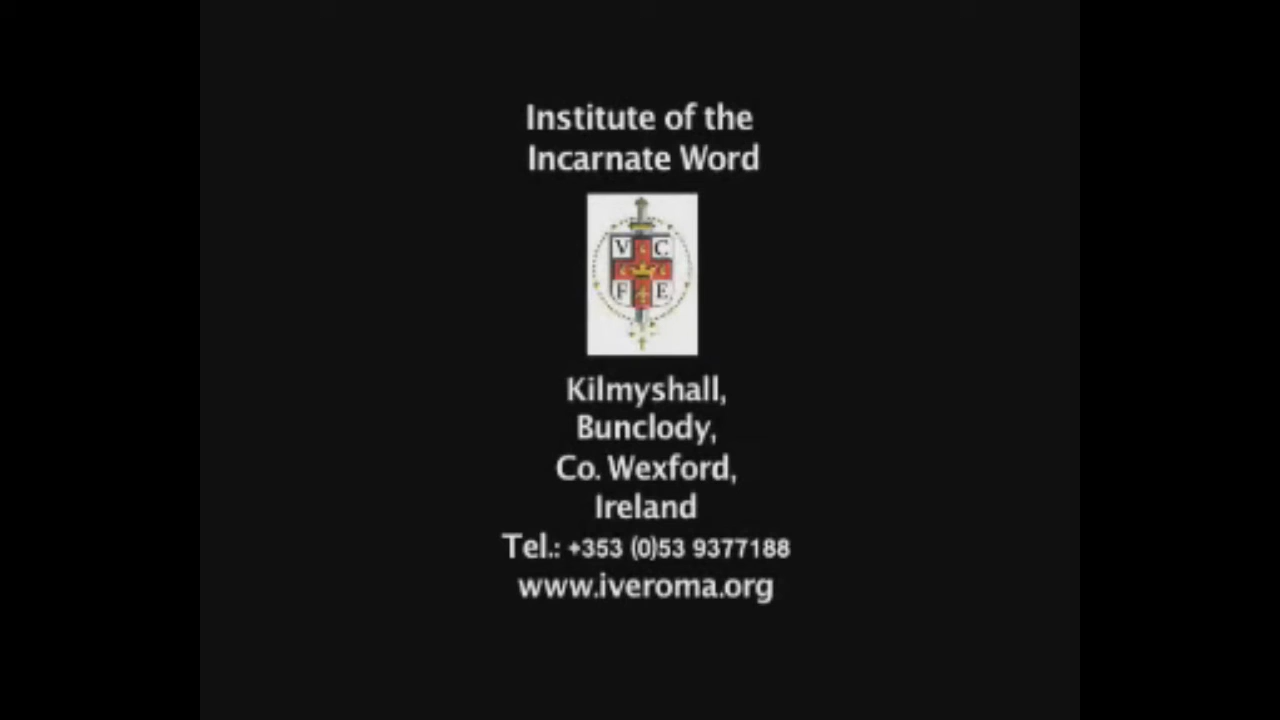 Institute of the
Incarnate Word
V C
F E
Kilmyshall,
Bunclody,
Co. Wexford,
Ireland
Tel.: +353 (0)53 9377188
www.iveroma.org